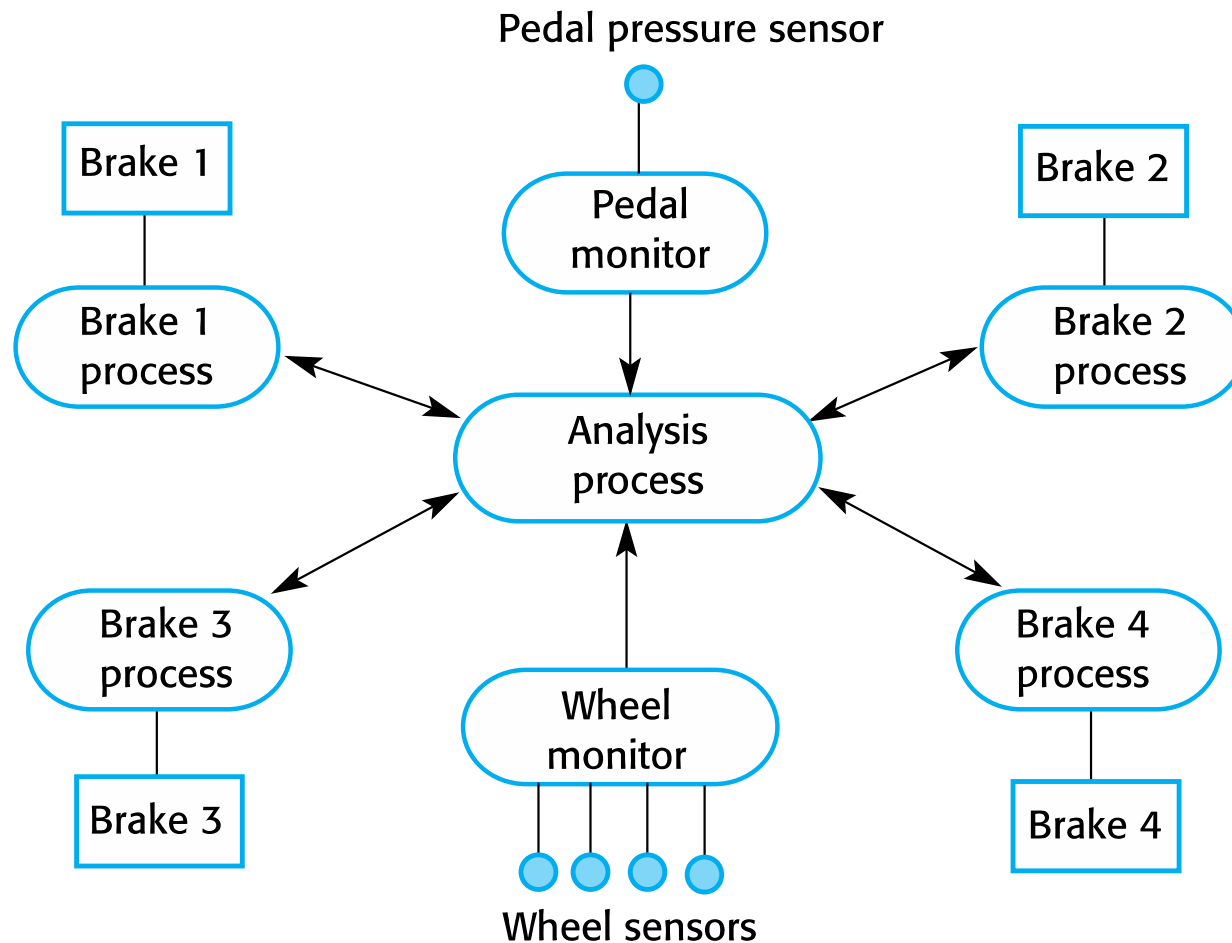 Pedal pressure sensor
Brake 1
Brake 2
Pedal
monitor
Brake 1
process
Brake 2
process
Analysis
process
Brake 3
process
Brake 4
process
Wheel
monitor
Brake 3
Brake 4
Wheel sensors